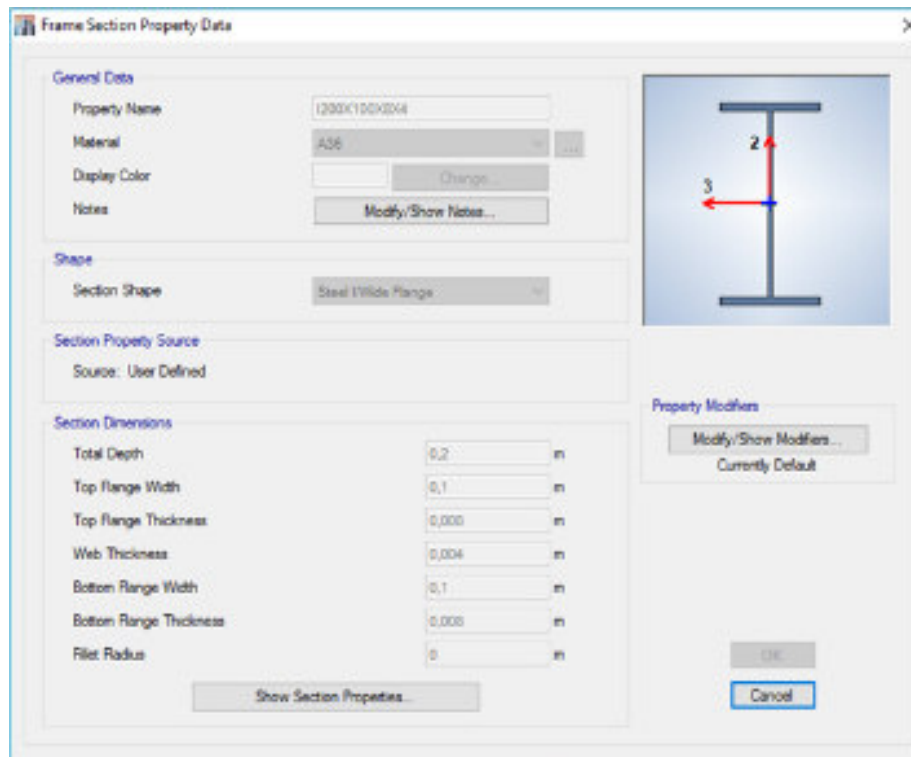 Frame Section Property Data
General Data
Property Name I200X100X8X4
Material A36 ...
Display Color Change...
Notes Modify/Show Notes...
2
3
Shape
Section Shape Steel I/Wide Flange
Section Property Source
Source: User Defined
Property Modifiers
Modify/Show Modifiers...
Currently Default
Section Dimensions
Total Depth 0,2 m
Top Flange Width 0,1 m
Top Flange Thickness 0,008 m
Web Thickness 0,004 m
Bottom Flange Width 0,1 m
Bottom Flange Thickness 0,008 m
Fillet Radius 0 m
Show Section Properties...
OK
Cancel